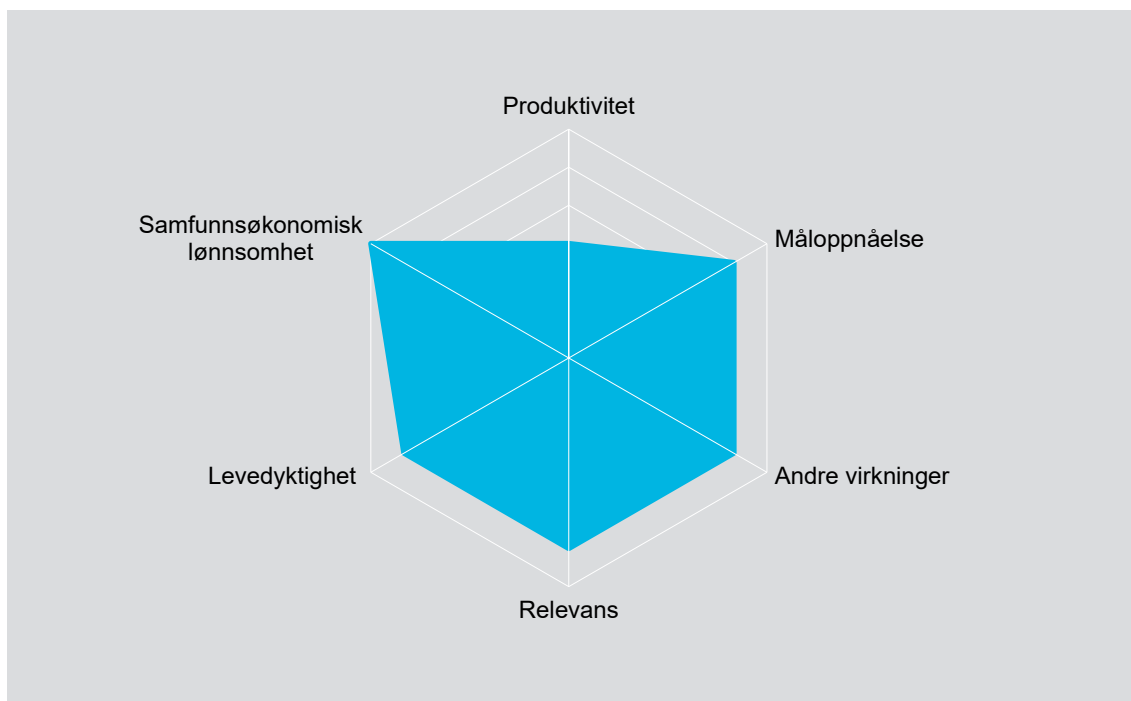 Produktivitet
Samfunnsøkonomisk
lønnsomhet
Måloppnåelse
Levedyktighet
Andre virkninger
Relevans